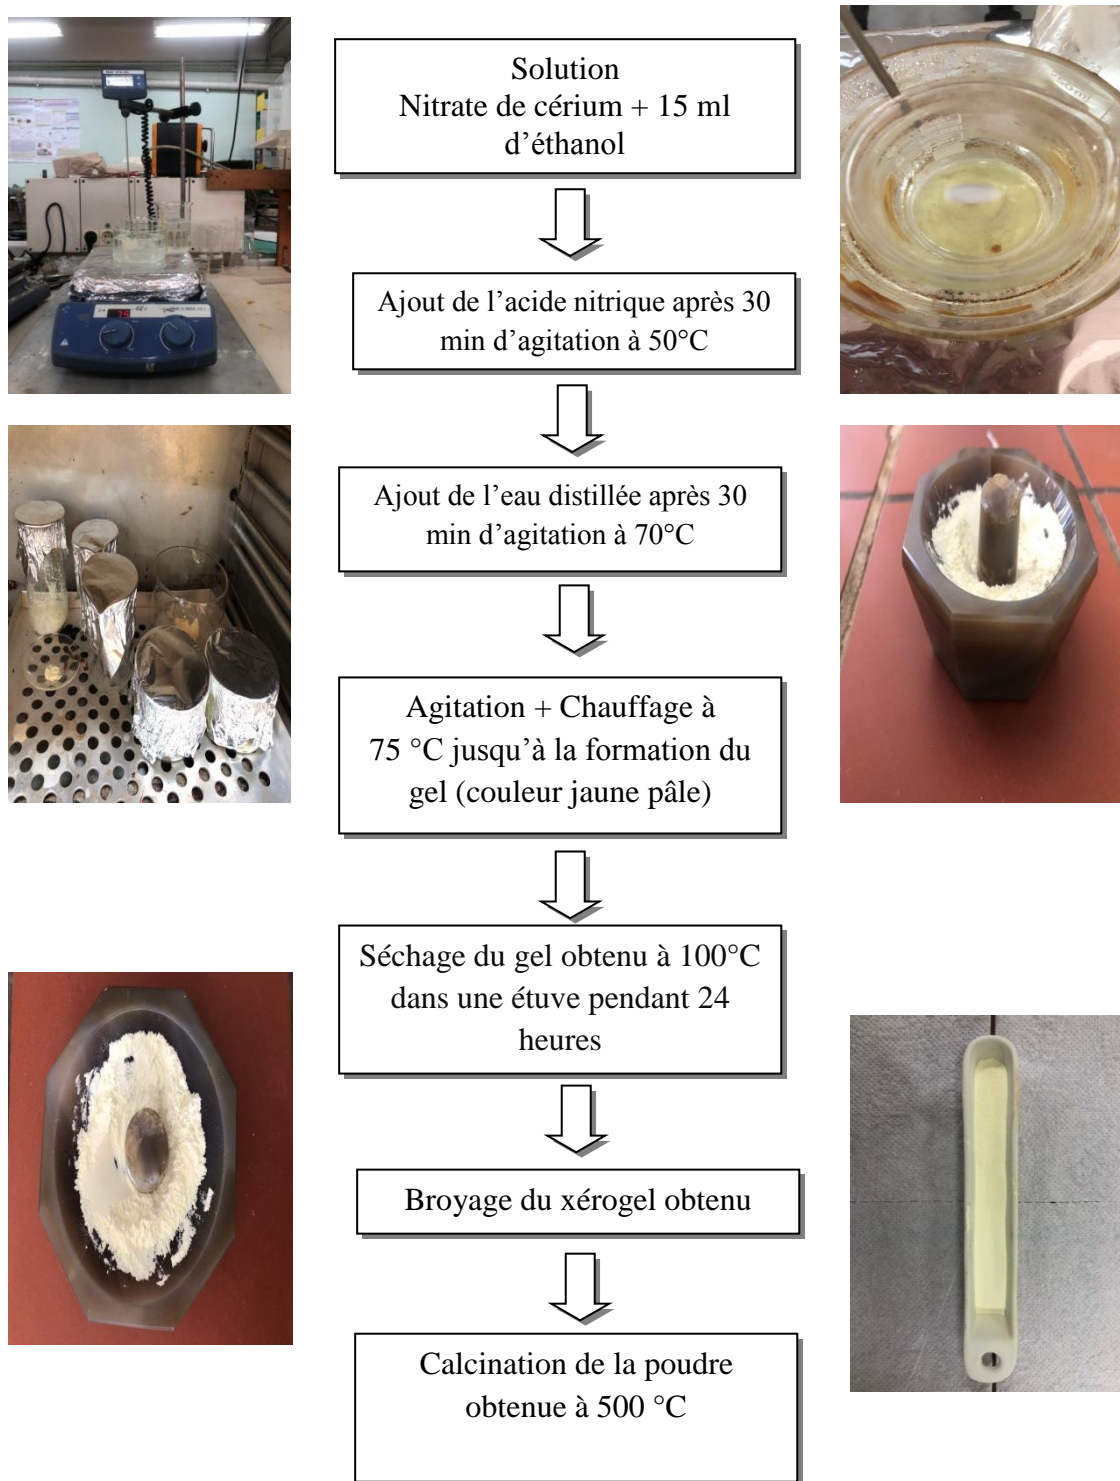 Solution
Nitrate de cérium + 15 ml
d’éthanol
Ajout de l’acide nitrique après 30
min d’agitation à 50°C
Ajout de l’eau distillée après 30
min d’agitation à 70°C
Agitation + Chauffage à
75 °C jusqu’à la formation du
gel (couleur jaune pâle)
Séchage du gel obtenu à 100°C
dans une étuve pendant 24
heures
Broyage du xérogel obtenu
Calcination de la poudre
obtenue à 500 °C